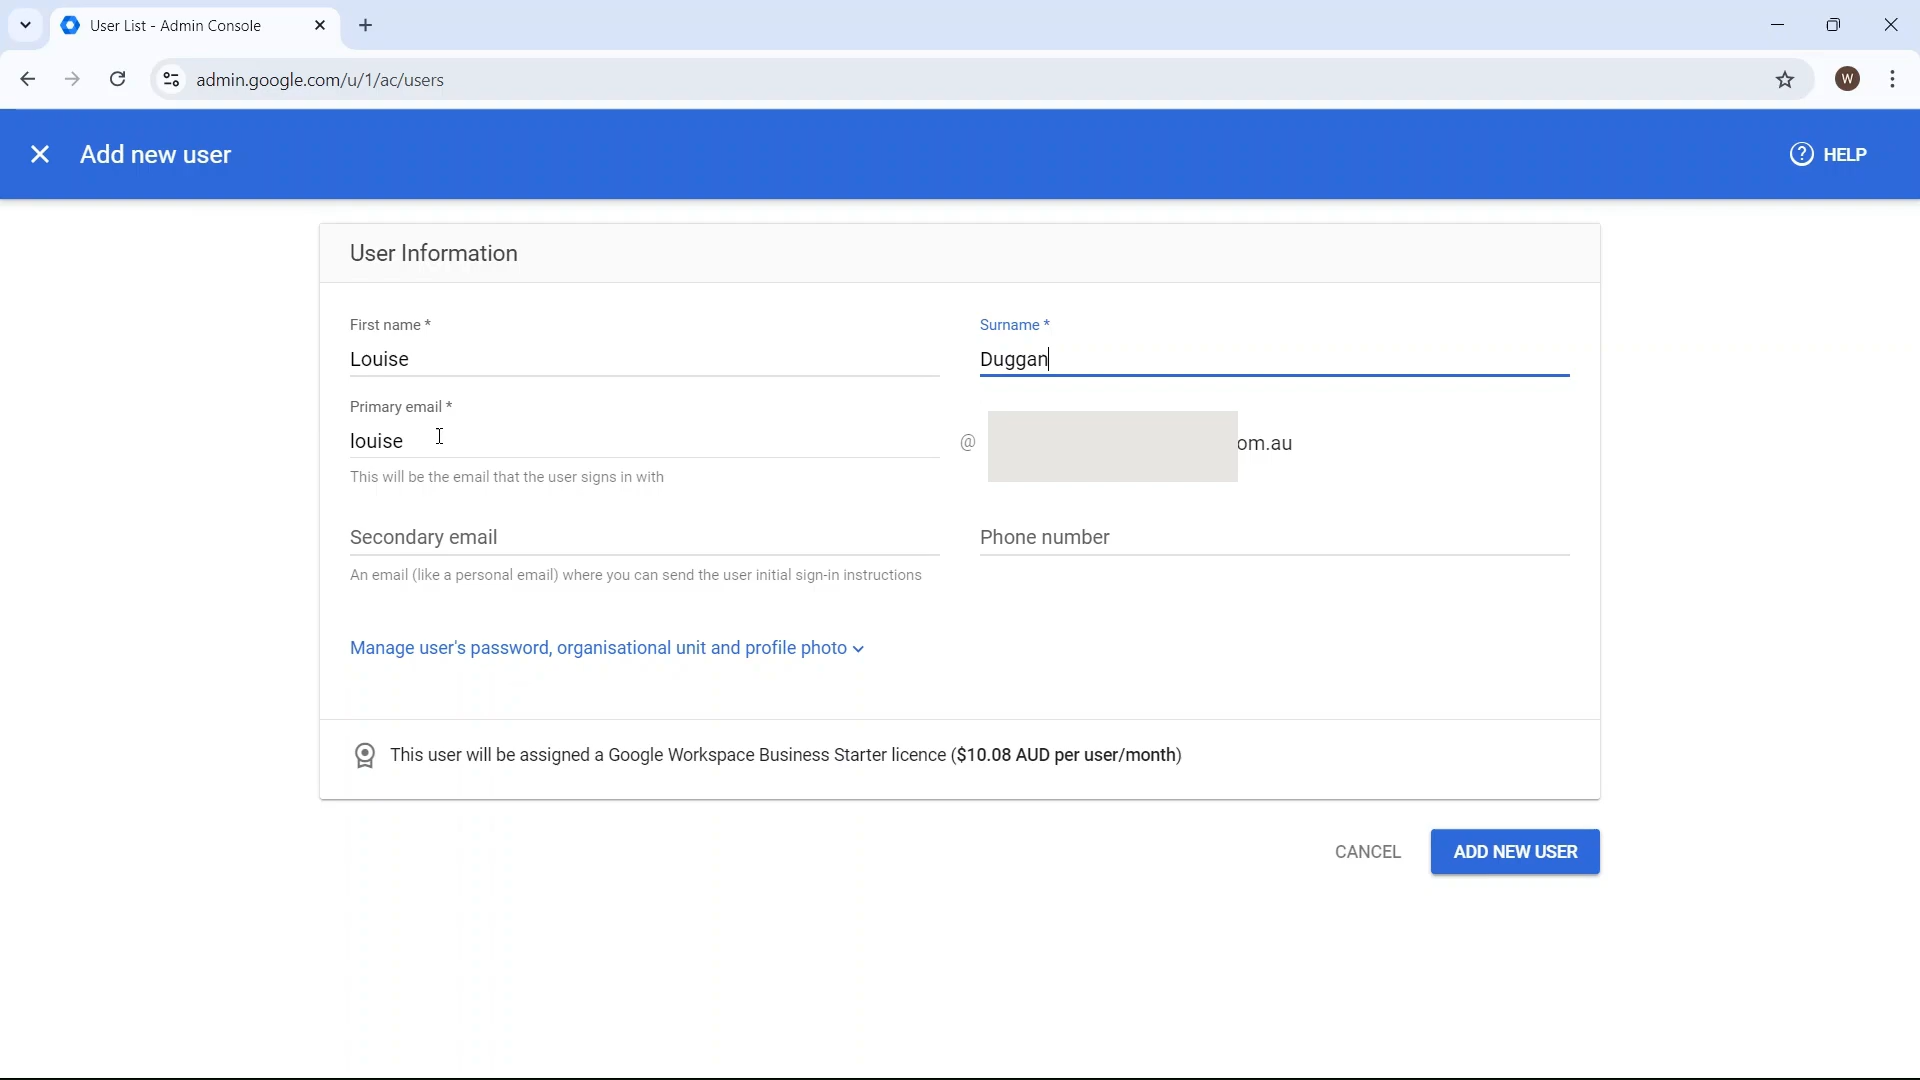 User List - Admin Console
admin.google.com/u/1/ac/users
W
Add new user
? HELP
User Information
First name *
Surname *
Louise
Duggan
Primary email *
louise
@ om.au
This will be the email that the user signs in with
Secondary email
Phone number
An email (like a personal email) where you can send the user initial sign-in instructions
Manage user's password, organisational unit and profile photo
This user will be assigned a Google Workspace Business Starter licence ($10.08 AUD per user/month)
CANCEL
ADD NEW USER